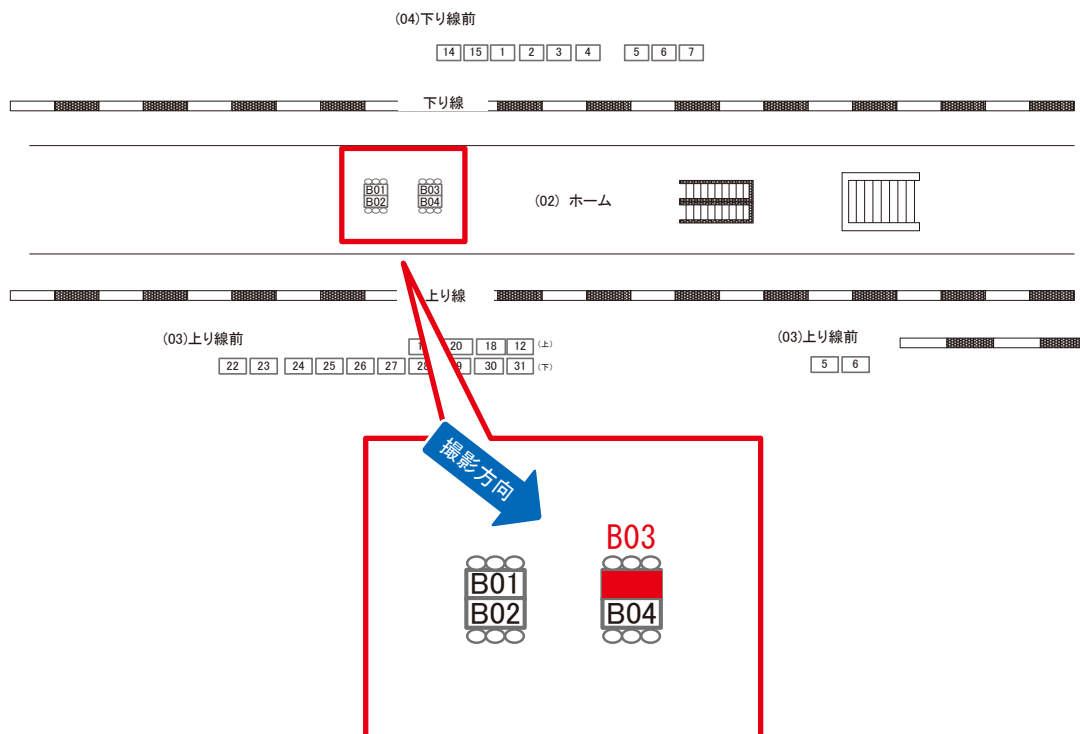 (04)下り線前
14 15 1 2 3 4 5 6 7
下り線
B01 B03
B02 B04
(02) ホーム
上り線
(03)上り線前
20 18 12 (上)
22 23 24 25 26 27 28 30 31 (下)
(03)上り線前
5 6
撮影方向
B03
B01
B02 B04